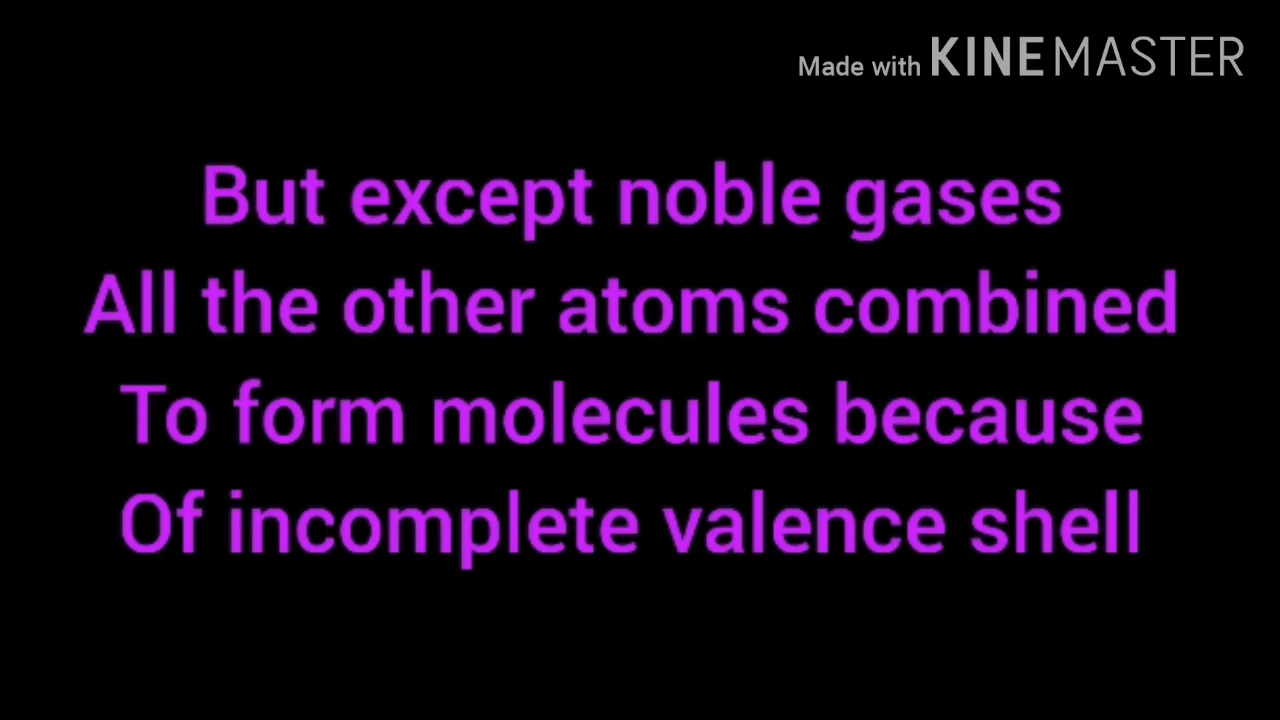 Made with KINEMASTER
But except noble gases
All the other atoms combined
To form molecules because
Of incomplete valence shell